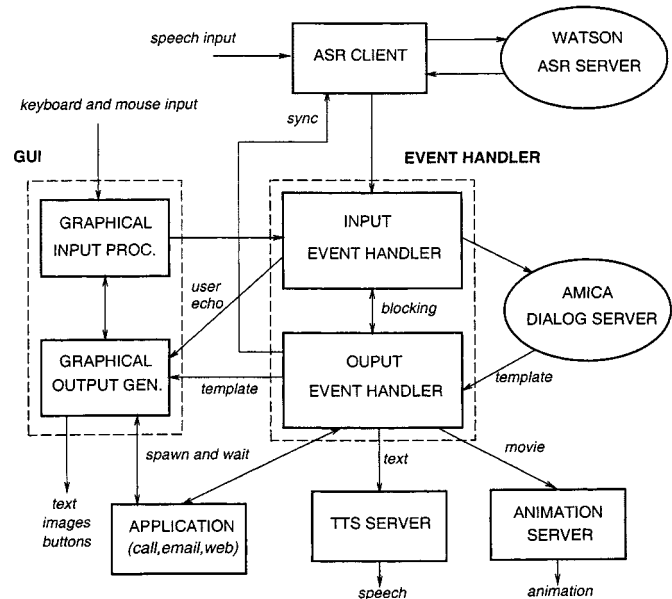 speech input
ASR CLIENT
WATSON
ASR SERVER
keyboard and mouse input
sync
GUI
EVENT HANDLER
GRAPHICAL
INPUT PROC.
INPUT
EVENT HANDLER
user
echo
blocking
AMICA
DIALOG SERVER
GRAPHICAL
OUTPUT GEN.
template
OUPUT
EVENT HANDLER
template
spawn and wait
text
movie
text
images
buttons
APPLICATION
(call,email,web)
TTS SERVER
ANIMATION
SERVER
speech
animation